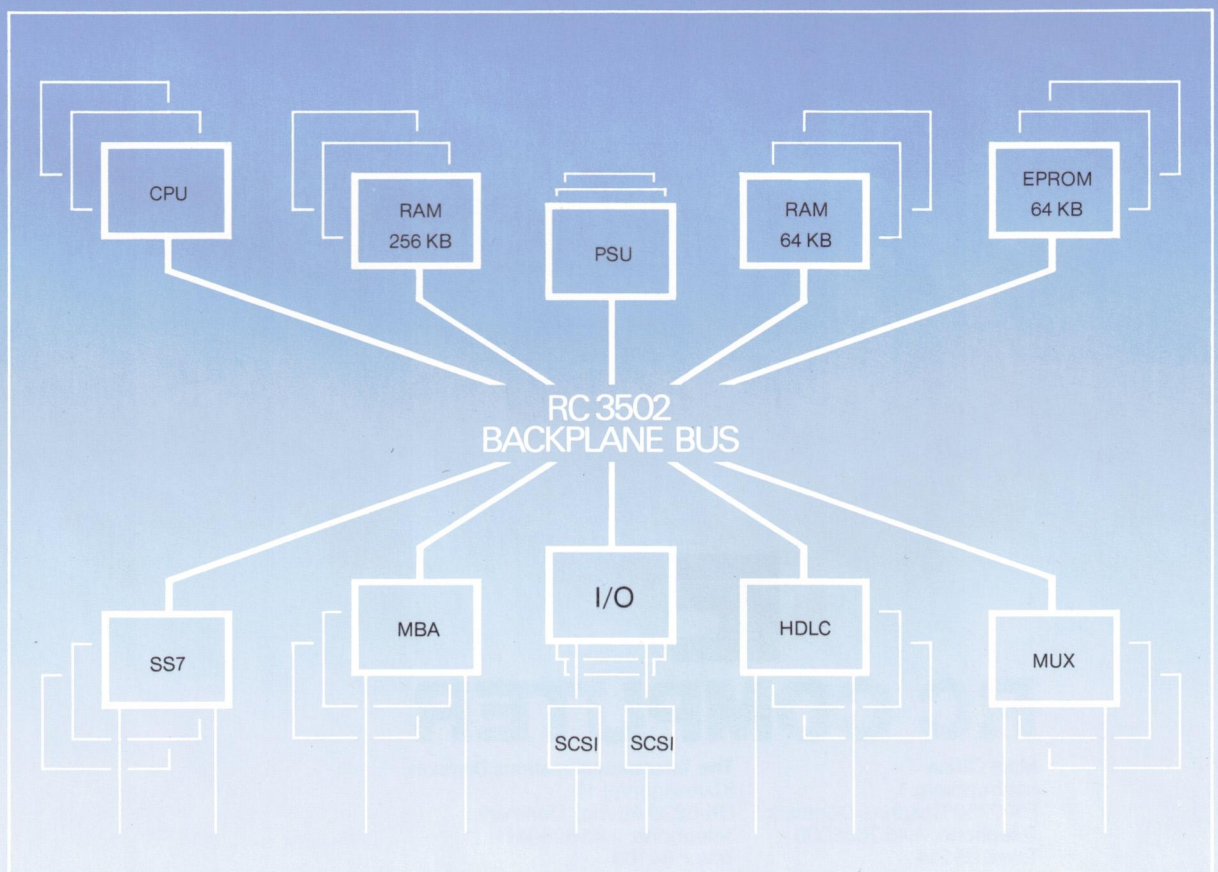 CPU
RAM
256 KB
PSU
RAM
64 KB
EPROM
64 KB
RC 3502
BACKPLANE BUS
SS7
MBA
I/O
HDLC
MUX
SCSI
SCSI